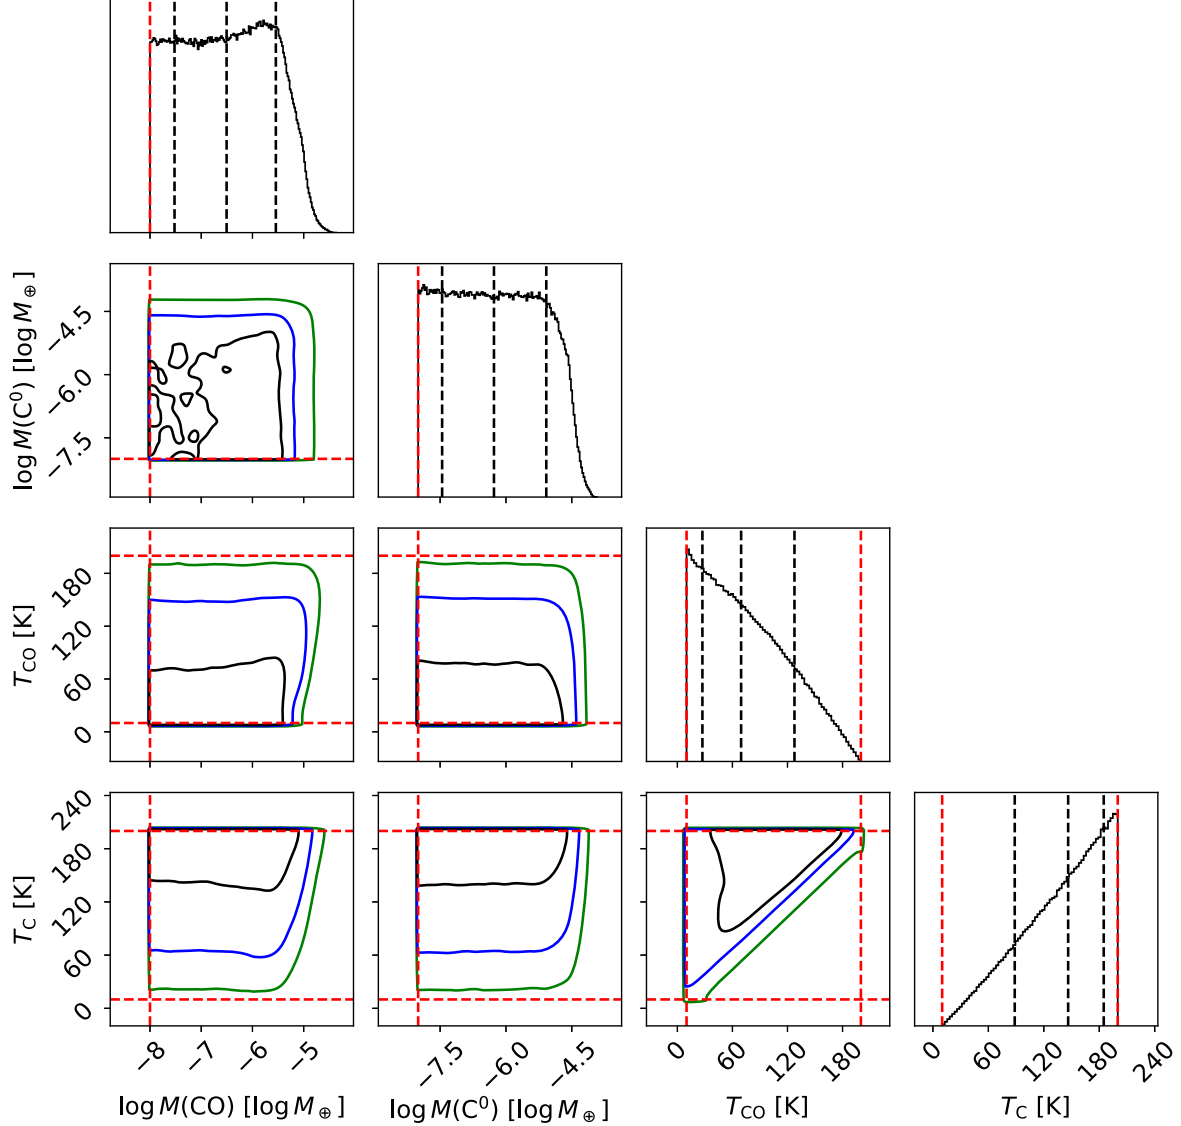 log M(C⁰) [log M⊕]
−4.5
−6.0
−7.5
T_CO [K]
180
120
60
0
T_C [K]
240
180
120
60
0
−8 −7 −6 −5
−7.5 −6.0 −4.5
0 60 120 180
0 60 120 180 240
log M(CO) [log M⊕]
log M(C⁰) [log M⊕]
T_CO [K]
T_C [K]